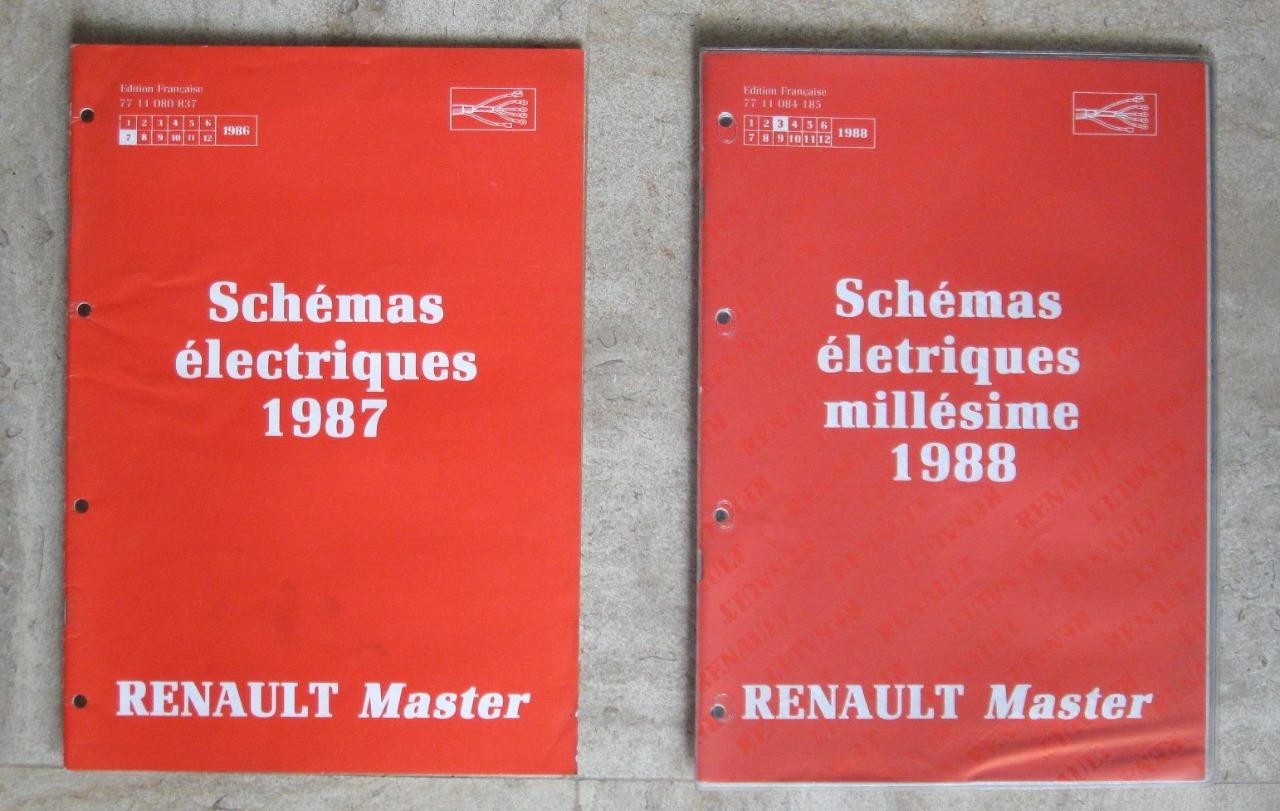 Edition Française
77 11 080 837
1 2 3 4 5 6
7 8 9 10 11 12
1986
Schémas
électriques
1987
RENAULT Master
Edition Française
77 11 084 185
1 2 3 4 5 6
7 8 9 10 11 12
1988
Schémas
életriques
millésime
1988
RENAULT Master